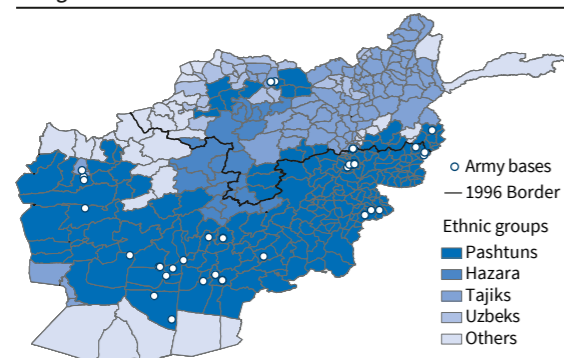 Army bases
1996 Border
Ethnic groups
Pashtuns
Hazara
Tajiks
Uzbeks
Others